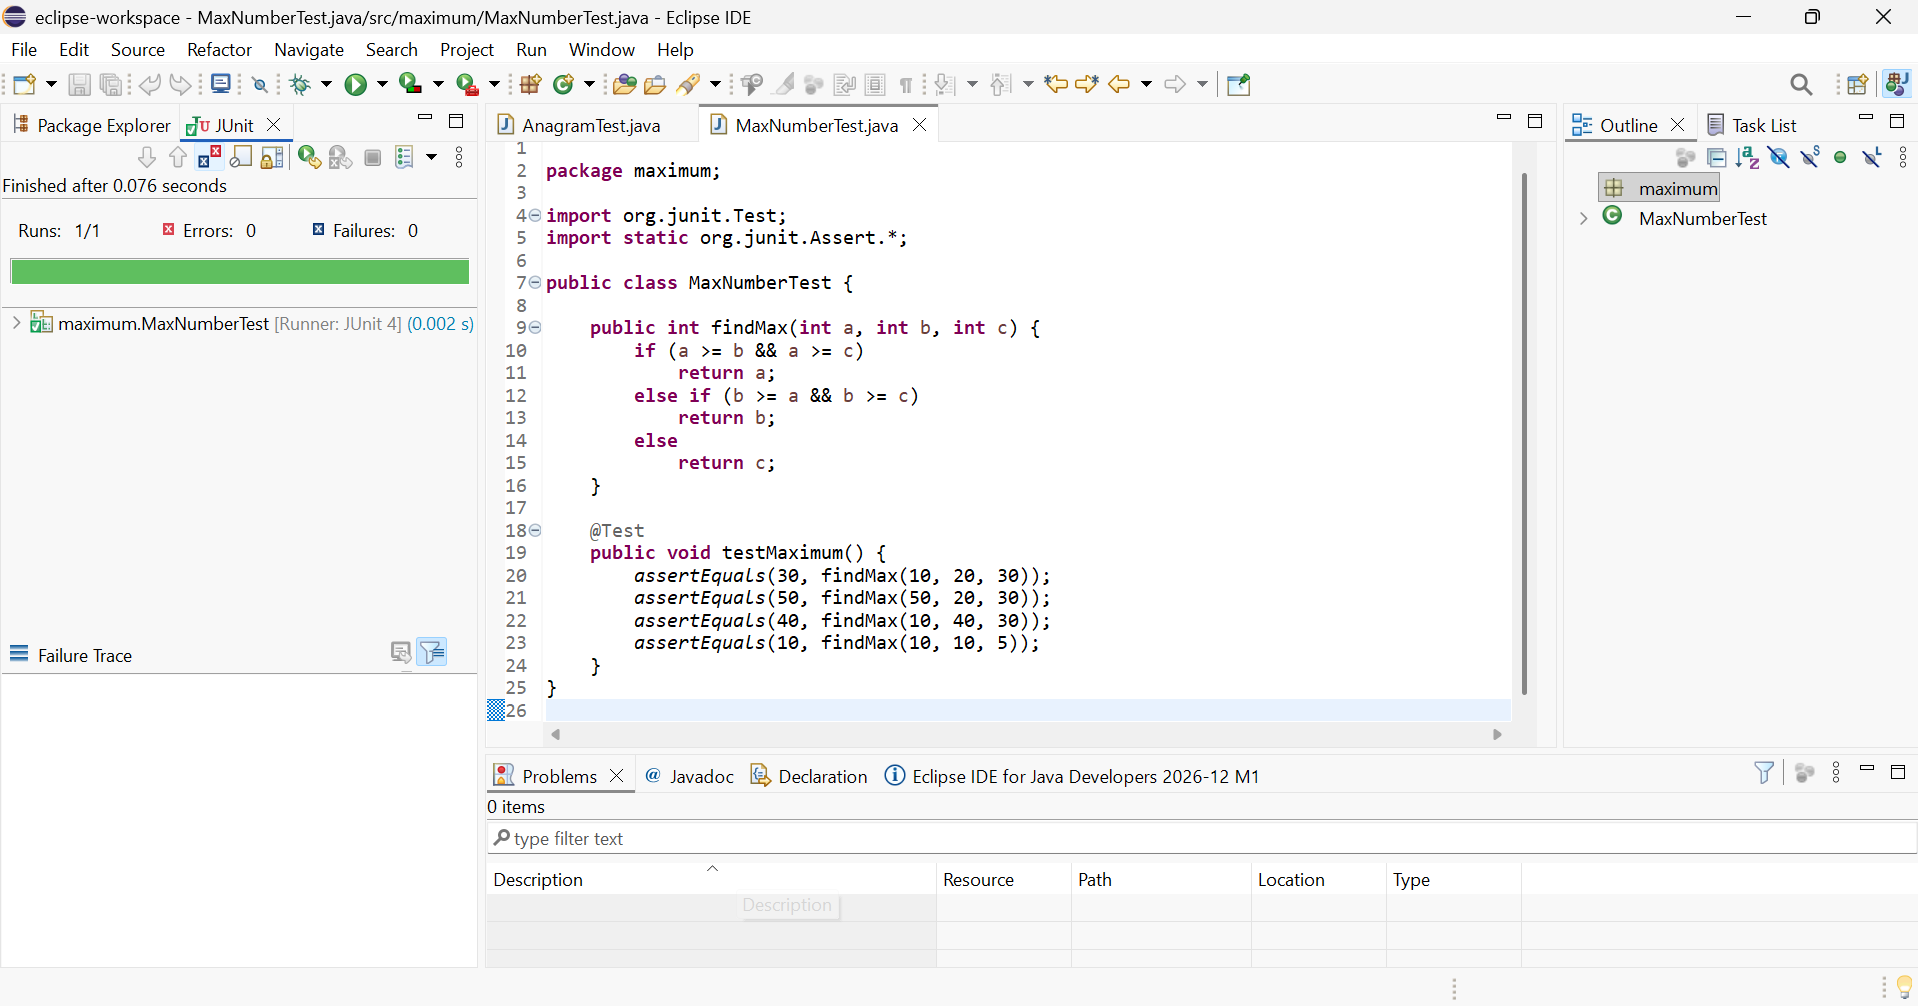 eclipse-workspace - MaxNumberTest.java/src/maximum/MaxNumberTest.java - Eclipse IDE
File Edit Source Refactor Navigate Search Project Run Window Help
Package Explorer JUnit
Finished after 0.076 seconds
Runs: 1/1 Errors: 0 Failures: 0
maximum.MaxNumberTest [Runner: JUnit 4] (0.002 s)
Failure Trace
AnagramTest.java MaxNumberTest.java
1
2 package maximum;
3
4 import org.junit.Test;
5 import static org.junit.Assert.*;
6
7 public class MaxNumberTest {
8
9 public int findMax(int a, int b, int c) {
10 if (a >= b && a >= c)
11 return a;
12 else if (b >= a && b >= c)
13 return b;
14 else
15 return c;
16 }
17
18 @Test
19 public void testMaximum() {
20 assertEquals(30, findMax(10, 20, 30));
21 assertEquals(50, findMax(50, 20, 30));
22 assertEquals(40, findMax(10, 40, 30));
23 assertEquals(10, findMax(10, 10, 5));
24 }
25 }
26
Outline Task List
maximum
MaxNumberTest
Problems @ Javadoc Declaration Eclipse IDE for Java Developers 2026-12 M1
0 items
type filter text
Description Resource Path Location Type
Description